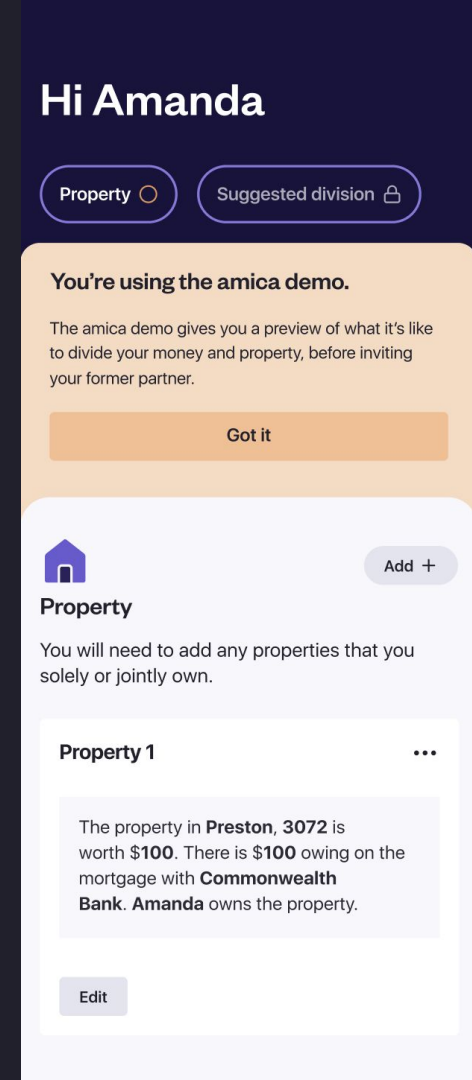 Hi Amanda
Property
Suggested division
You're using the amica demo.
The amica demo gives you a preview of what it's like
to divide your money and property, before inviting
your former partner.
Got it
Add +
Property
You will need to add any properties that you
solely or jointly own.
Property 1
The property in Preston, 3072 is
worth $100. There is $100 owing on the
mortgage with Commonwealth
Bank. Amanda owns the property.
Edit